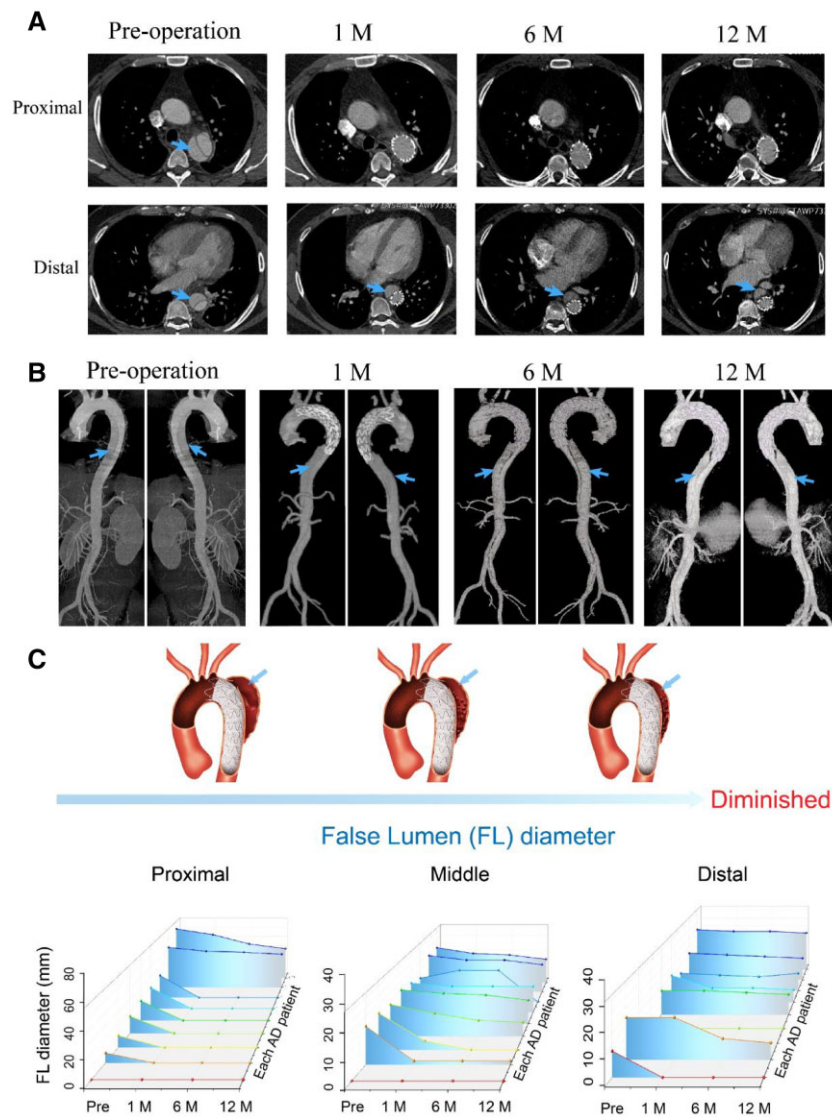 A
Pre-operation 1 M 6 M 12 M
Proximal
Distal
B
Pre-operation 1 M 6 M 12 M
C
Diminished
False Lumen (FL) diameter
Proximal Middle Distal
FL diameter (mm)
80
60
40
20
0
Pre 1 M 6 M 12 M
Each AD patient
40
30
20
10
0
Pre 1 M 6 M 12 M
Each AD patient
40
30
20
10
0
Pre 1 M 6 M 12 M
Each AD patient